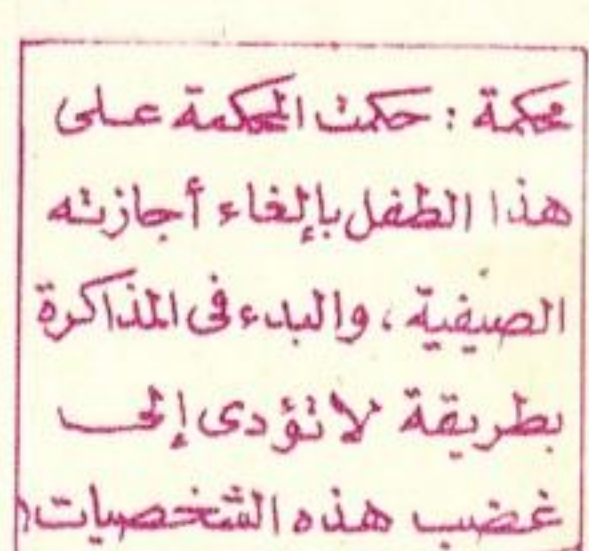 محكمة : حكمت المحكمة على
هذا الطفل بإلغاء أجازته
الصيفية ، والبدء فى المذاكرة
بطريقة لا تؤدى إلى
غضب هذه الشخصيات